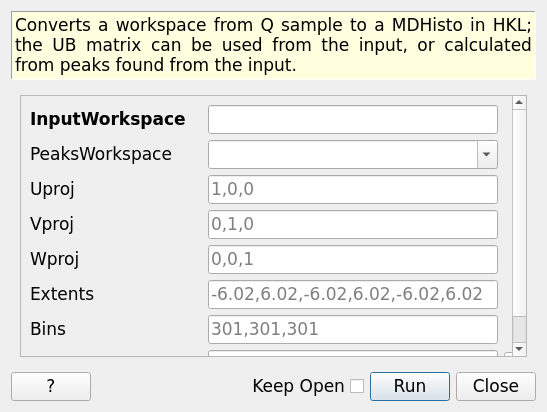 Converts a workspace from Q sample to a MDHisto in HKL;
the UB matrix can be used from the input, or calculated
from peaks found from the input.
InputWorkspace
PeaksWorkspace
Uproj 1,0,0
Vproj 0,1,0
Wproj 0,0,1
Extents -6.02,6.02,-6.02,6.02,-6.02,6.02
Bins 301,301,301
? Keep Open Run Close